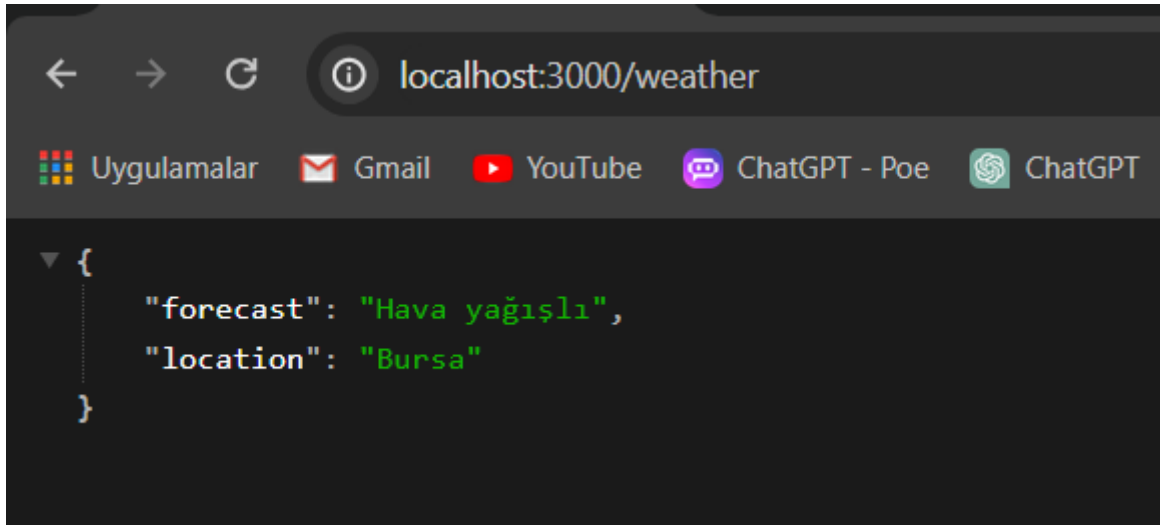 localhost:3000/weather
Uygulamalar Gmail YouTube ChatGPT - Poe ChatGPT
{
"forecast": "Hava yağışlı",
"location": "Bursa"
}